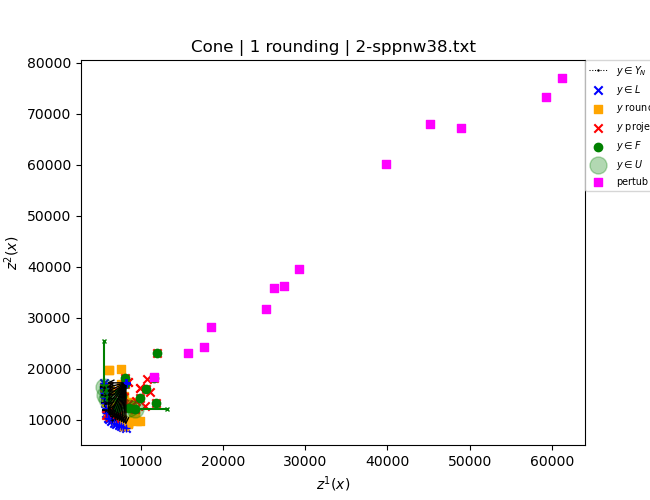 Cone | 1 rounding | 2-sppnw38.txt
80000
70000
60000
50000
40000
30000
20000
10000
z²(x)
10000 20000 30000 40000 50000 60000
z¹(x)
y ∈ Y_N
y ∈ L
y roun
y proje
y ∈ F
y ∈ U
pertub